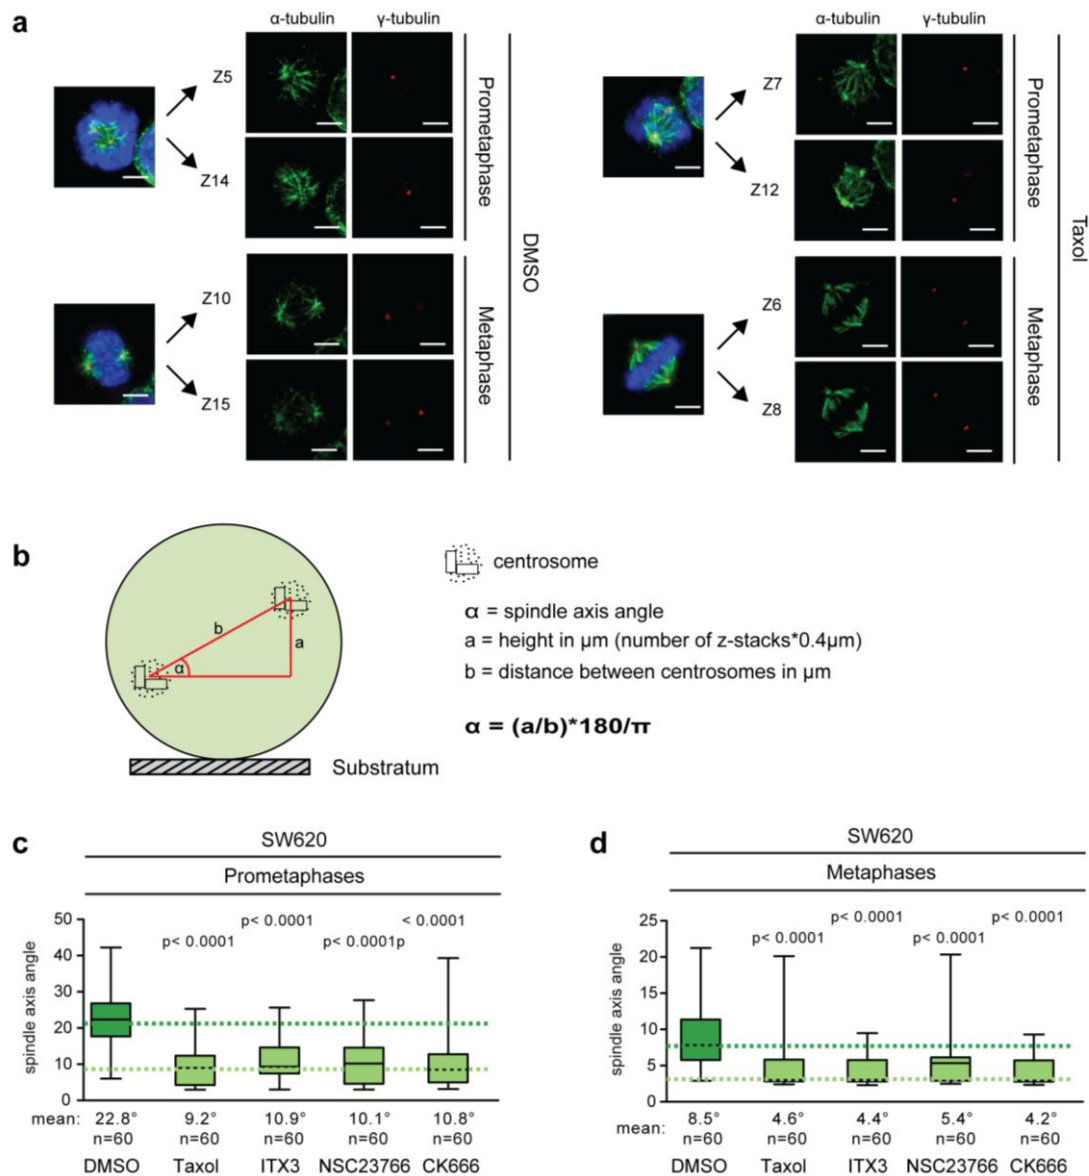 a
α-tubulin γ-tubulin
Z5
Z14
Prometaphase
Z10
Z15
Metaphase
DMSO
α-tubulin γ-tubulin
Z7
Z12
Prometaphase
Z6
Z8
Metaphase
Taxol
b
b
a
α
Substratum
centrosome
α = spindle axis angle
a = height in μm (number of z-stacks*0.4μm)
b = distance between centrosomes in μm
α = (a/b)*180/π
c
SW620
Prometaphases
p< 0.0001 < 0.0001
p< 0.0001 p< 0.0001p
spindle axis angle
50
40
30
20
10
0
mean: 22.8° 9.2° 10.9° 10.1° 10.8°
n=60 n=60 n=60 n=60 n=60
DMSO Taxol ITX3 NSC23766 CK666
d
SW620
Metaphases
p< 0.0001 p< 0.0001
p< 0.0001 p< 0.0001
spindle axis angle
25
20
15
10
5
0
mean: 8.5° 4.6° 4.4° 5.4° 4.2°
n=60 n=60 n=60 n=60 n=60
DMSO Taxol ITX3 NSC23766 CK666